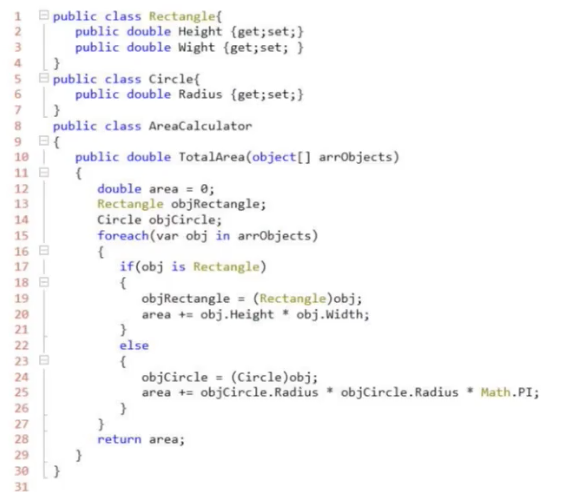 1 public class Rectangle{
2     public double Height {get;set;}
3     public double Wight {get;set; }
4 }
5 public class Circle{
6     public double Radius {get;set;}
7 }
8 public class AreaCalculator
9 {
10     public double TotalArea(object[] arrObjects)
11     {
12         double area = 0;
13         Rectangle objRectangle;
14         Circle objCircle;
15         foreach(var obj in arrObjects)
16         {
17             if(obj is Rectangle)
18             {
19                 objRectangle = (Rectangle)obj;
20                 area += obj.Height * obj.Width;
21             }
22             else
23             {
24                 objCircle = (Circle)obj;
25                 area += objCircle.Radius * objCircle.Radius * Math.PI;
26             }
27         }
28         return area;
29     }
30 }
31